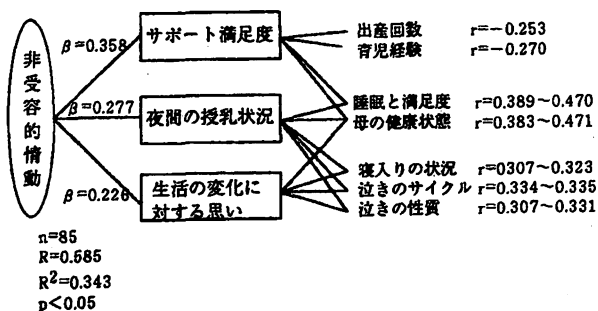 非受容的情動
β=0.358
β=0.277
β=0.226
サポート満足度
夜間の授乳状況
生活の変化に
対する思い
出産回数 r=-0.253
育児経験 r=-0.270
睡眠と満足度 r=0.389～0.470
母の健康状態 r=0.383～0.471
寝入りの状況 r=0307～0.323
泣きのサイクル r=0.334～0.335
泣きの性質 r=0.307～0.331
n=85
R=0.585
R²=0.343
p<0.05